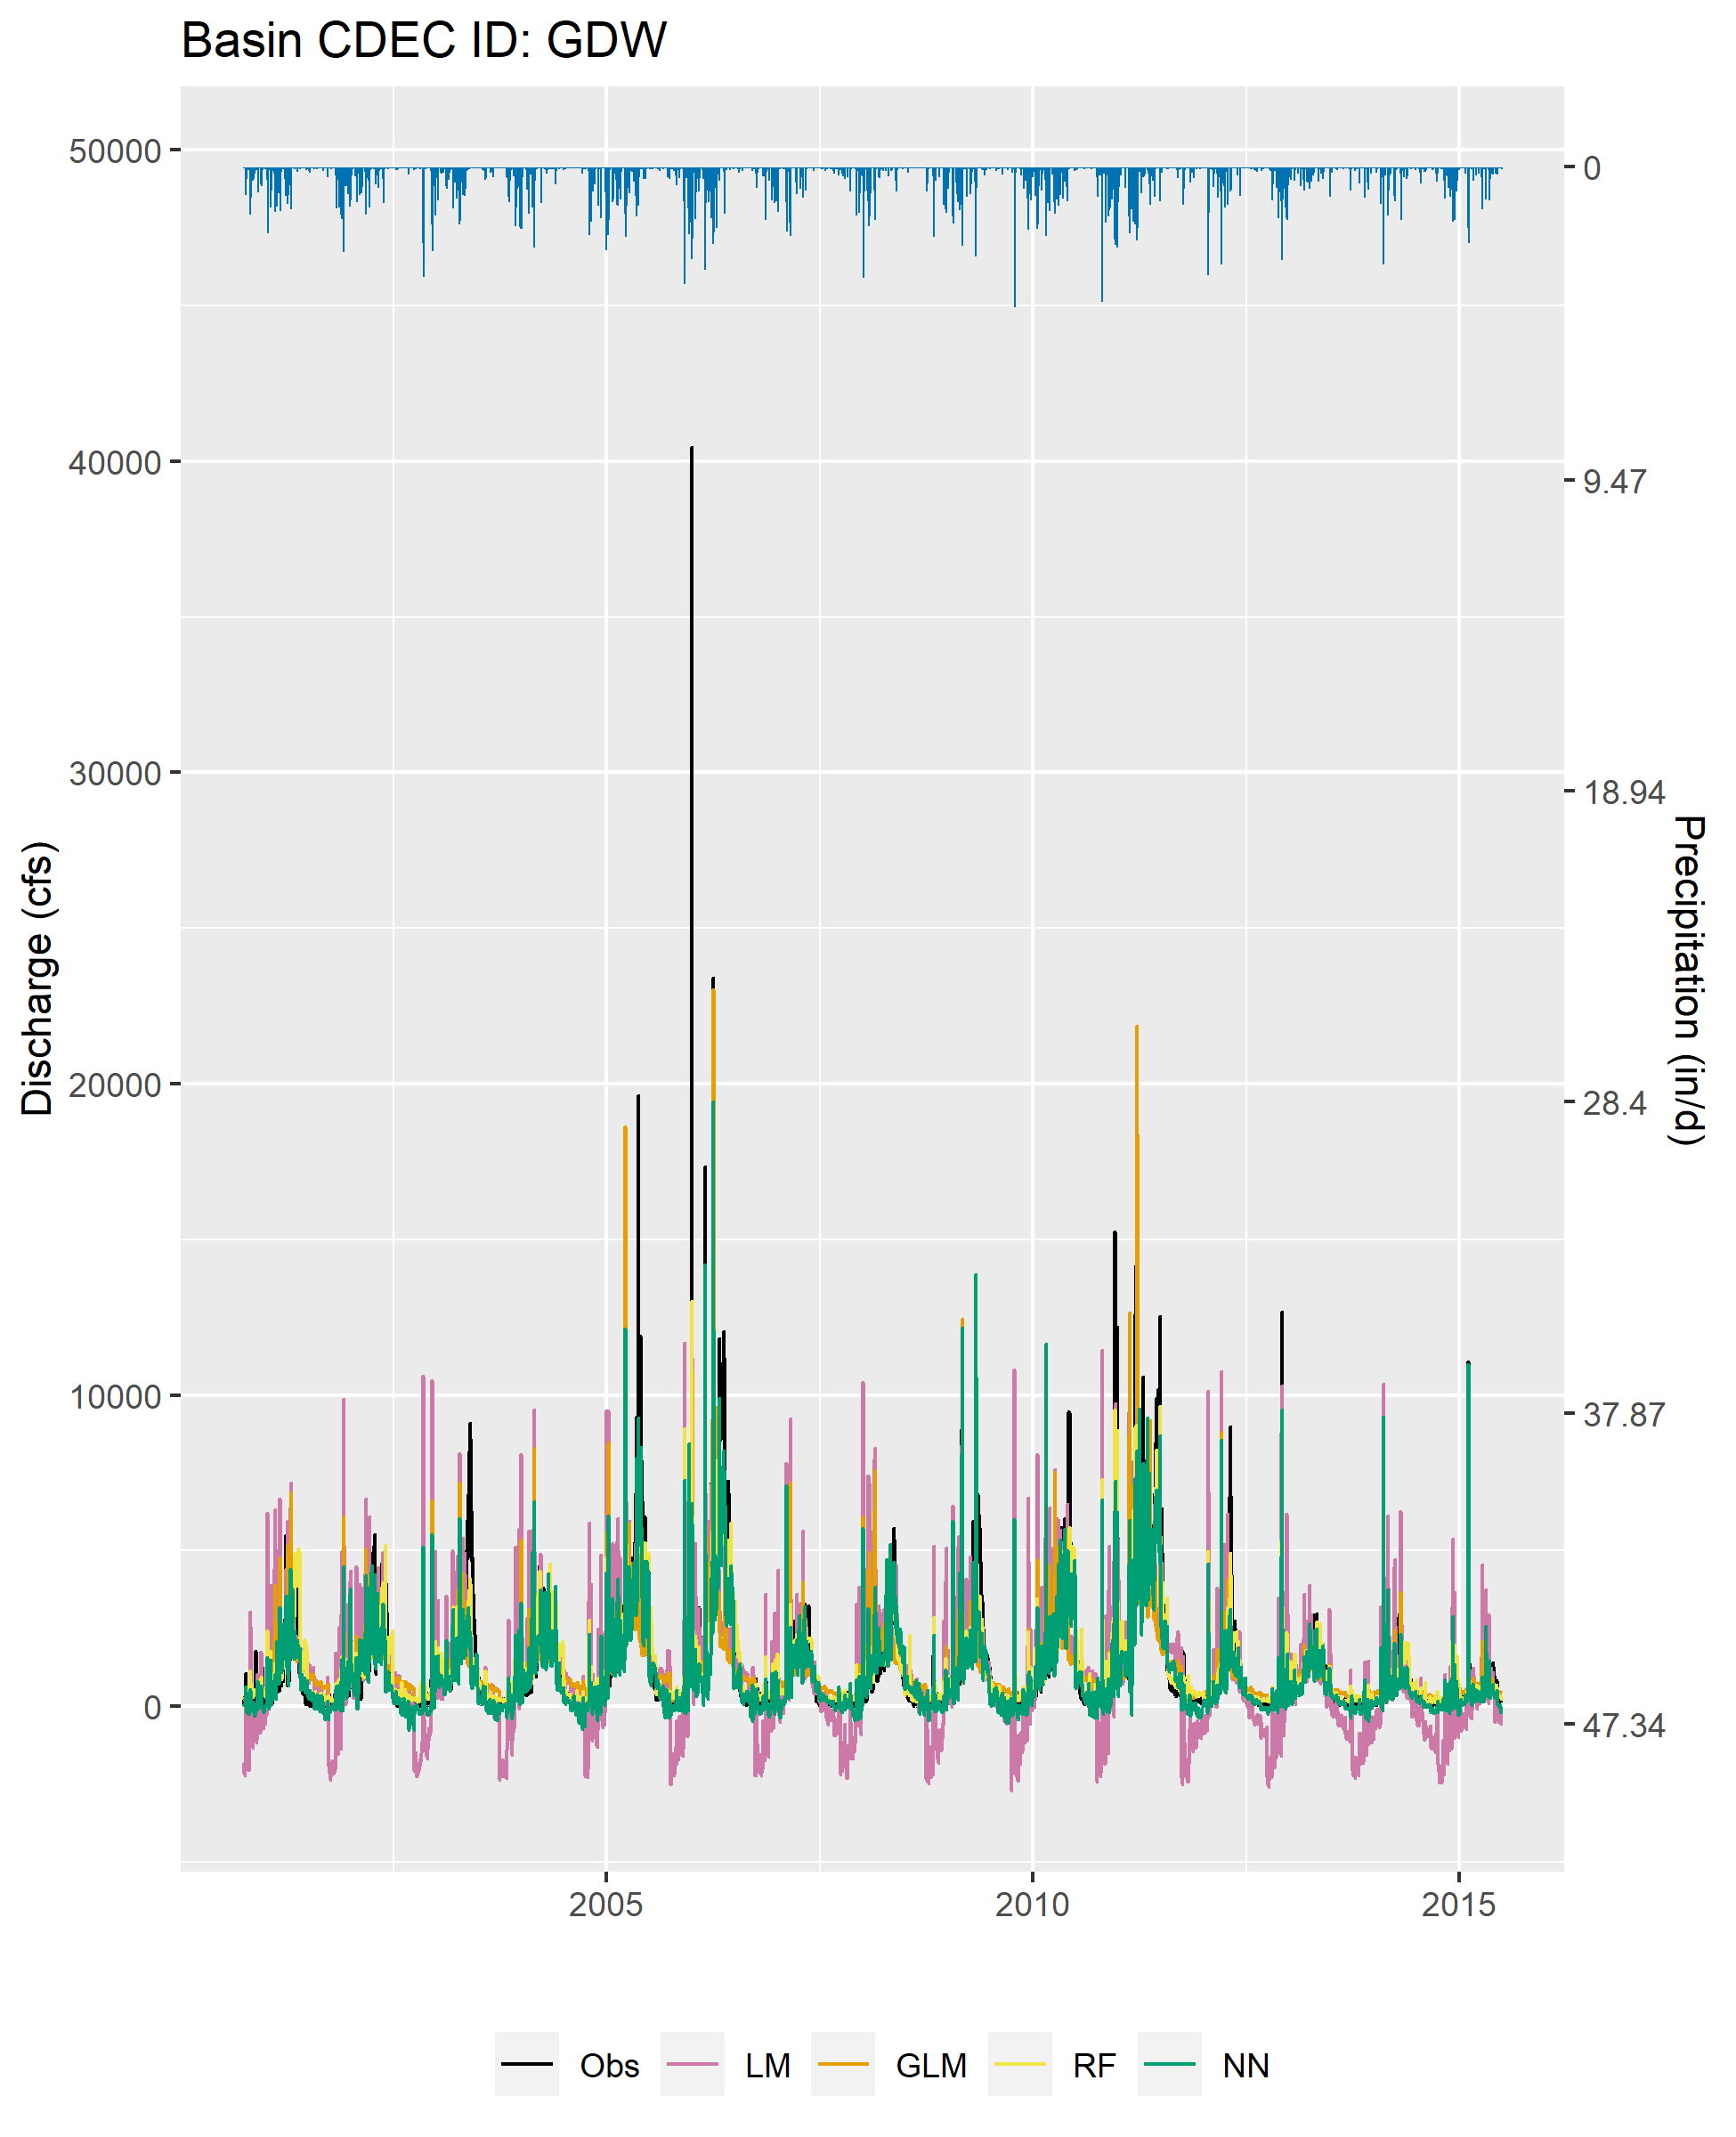 Basin CDEC ID: GDW
50000
40000
30000
20000
10000
0
Discharge (cfs)
0
9.47
18.94
28.4
37.87
47.34
Precipitation (in/d)
2005 2010 2015
Obs LM GLM RF NN